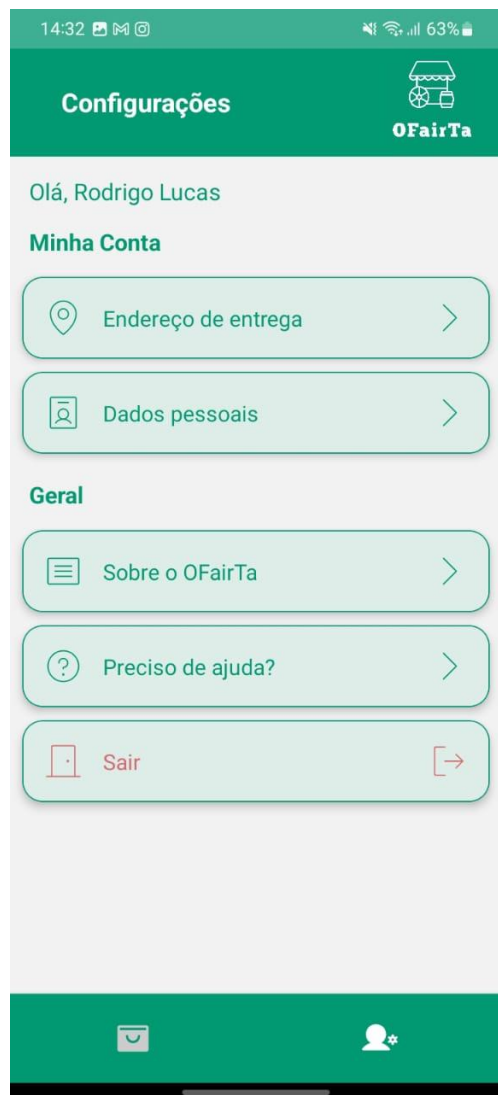 14:32
63%
Configurações
OFairTa
Olá, Rodrigo Lucas
Minha Conta
Endereço de entrega
Dados pessoais
Geral
Sobre o OFairTa
Preciso de ajuda?
Sair